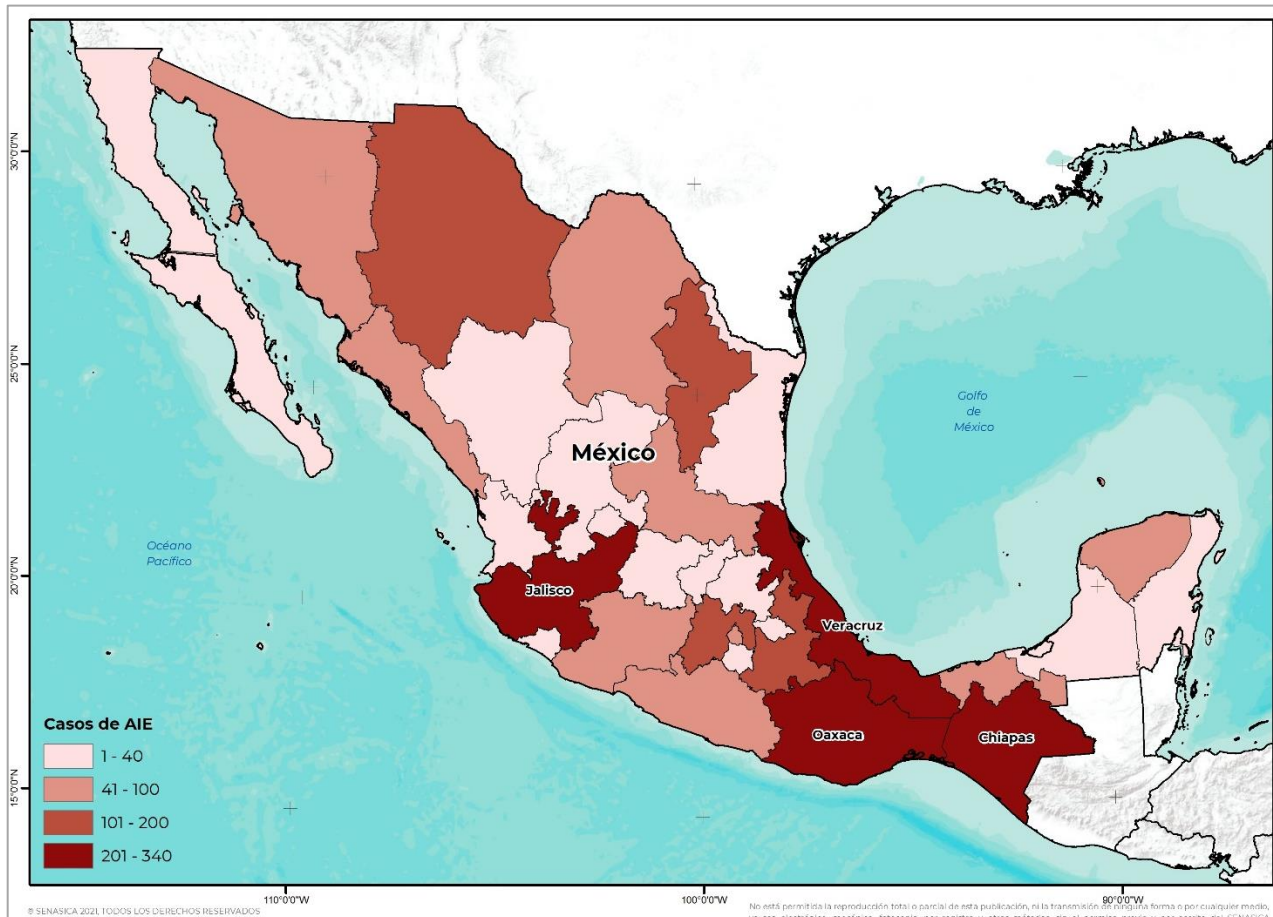 30°0'0"N
25°0'0"N
20°0'0"N
15°0'0"N
Golfo
de
México
México
Océano
Pacífico
Jalisco
Veracruz
Oaxaca
Chiapas
Casos de AIE
1 - 40
41 - 100
101 - 200
201 - 340
110°0'0"W
100°0'0"W
90°0'0"W
® SENASICA 2021, TODOS LOS DERECHOS RESERVADOS
No está permitida la reproducción total o parcial de esta publicación, ni la transmisión de ninguna forma o por cualquier medio,